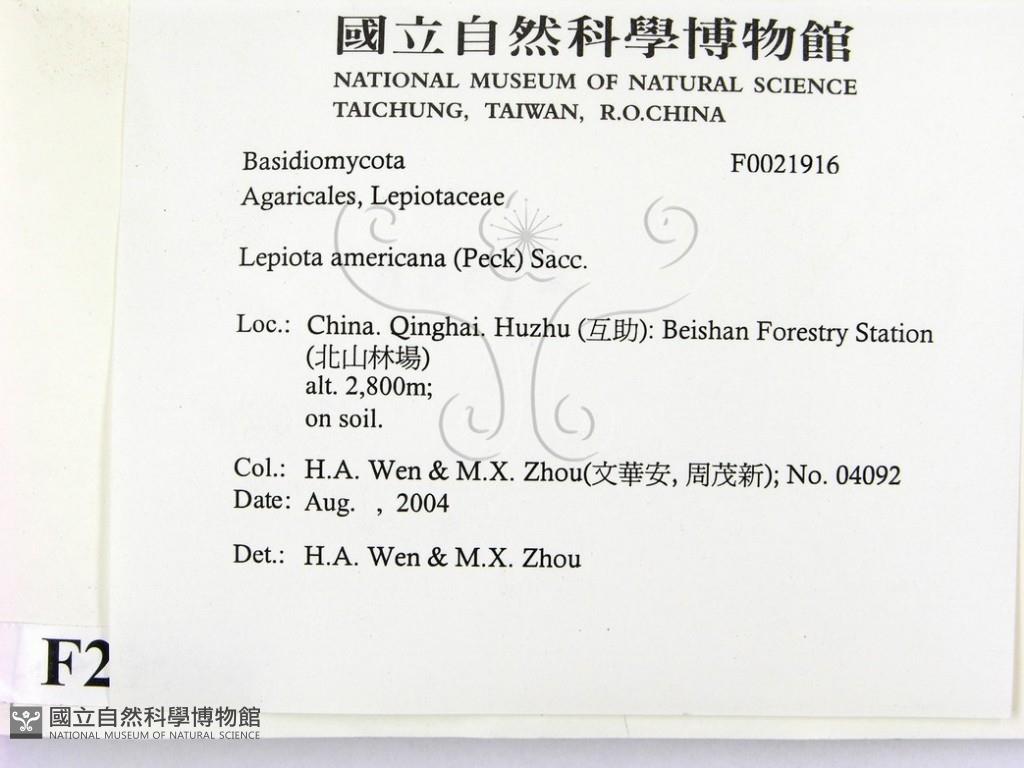 國立自然科學博物館
NATIONAL MUSEUM OF NATURAL SCIENCE
TAICHUNG, TAIWAN, R.O.CHINA
Basidiomycota F0021916
Agaricales, Lepiotaceae
Lepiota americana (Peck) Sacc.
Loc.: China. Qinghai. Huzhu (互助): Beishan Forestry Station
(北山林場)
alt. 2,800m;
on soil.
Col.: H.A. Wen & M.X. Zhou(文華安, 周茂新); No. 04092
Date: Aug. , 2004
Det.: H.A. Wen & M.X. Zhou
F2
國立自然科學博物館
NATIONAL MUSEUM OF NATURAL SCIENCE